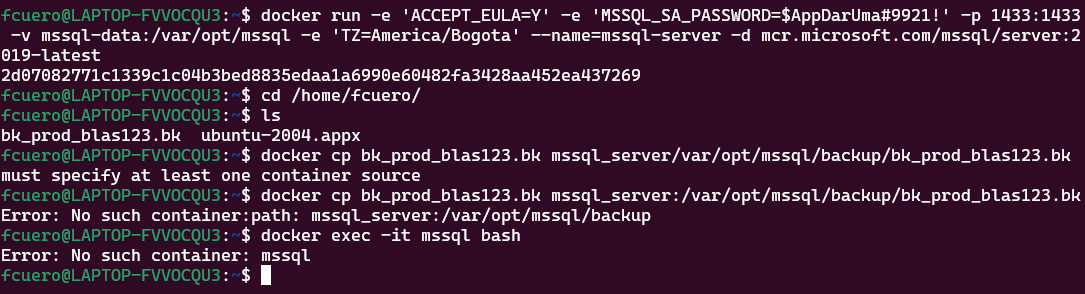 fcuero@LAPTOP-FVVOCQU3:~$ docker run -e 'ACCEPT_EULA=Y' -e 'MSSQL_SA_PASSWORD=$AppDarUma#9921!' -p 1433:1433
 -v mssql-data:/var/opt/mssql -e 'TZ=America/Bogota' --name=mssql-server -d mcr.microsoft.com/mssql/server:2
019-latest
2d07082771c1339c1c04b3bed8835edaa1a6990e60482fa3428aa452ea437269
fcuero@LAPTOP-FVVOCQU3:~$ cd /home/fcuero/
fcuero@LAPTOP-FVVOCQU3:~$ ls
bk_prod_blas123.bk  ubuntu-2004.appx
fcuero@LAPTOP-FVVOCQU3:~$ docker cp bk_prod_blas123.bk mssql_server/var/opt/mssql/backup/bk_prod_blas123.bk
must specify at least one container source
fcuero@LAPTOP-FVVOCQU3:~$ docker cp bk_prod_blas123.bk mssql_server:/var/opt/mssql/backup/bk_prod_blas123.bk
Error: No such container:path: mssql_server:/var/opt/mssql/backup
fcuero@LAPTOP-FVVOCQU3:~$ docker exec -it mssql bash
Error: No such container: mssql
fcuero@LAPTOP-FVVOCQU3:~$